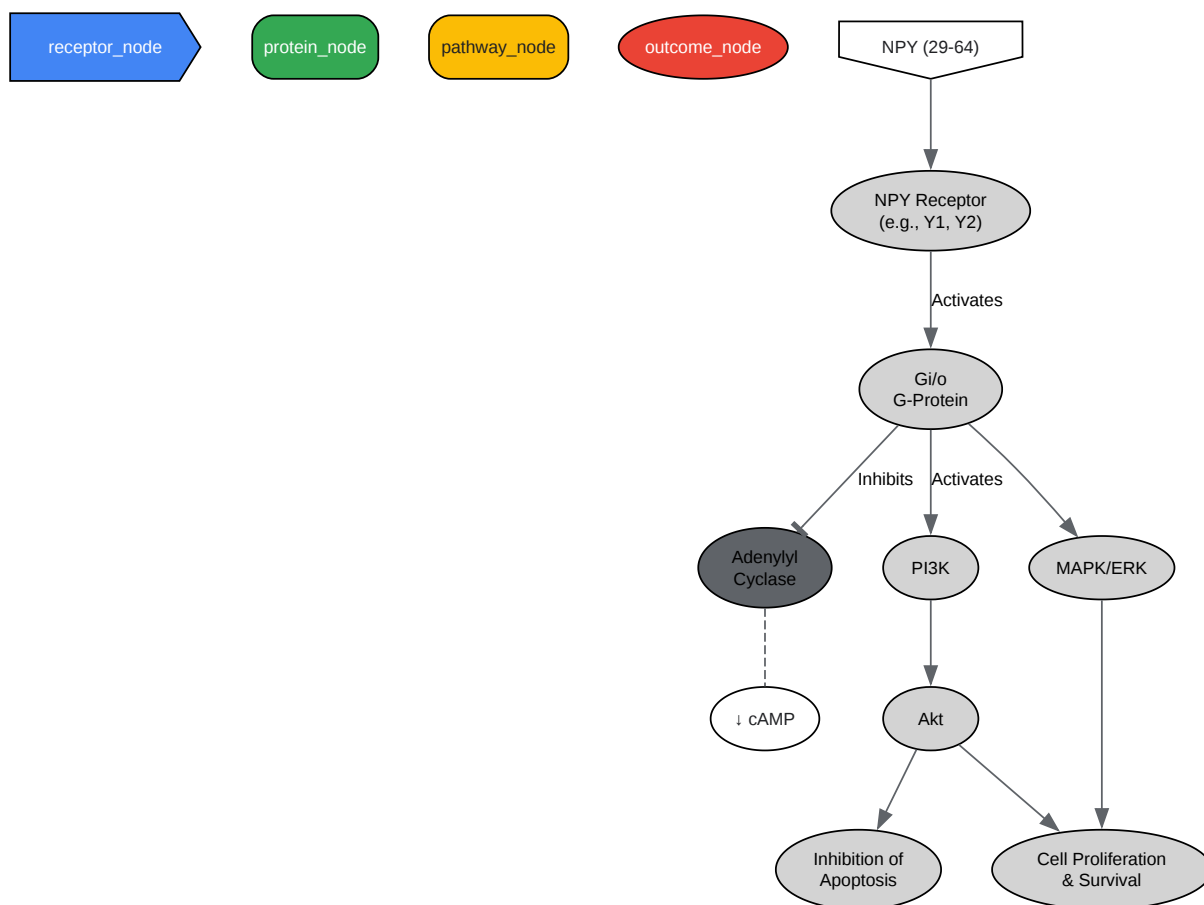 receptor_node
protein_node
pathway_node
outcome_node
NPY (29-64)
NPY Receptor
(e.g., Y1, Y2)
Activates
Gi/o
G-Protein
Inhibits
Activates
Adenylyl
Cyclase
PI3K
MAPK/ERK
↓ cAMP
Akt
Inhibition of
Apoptosis
Cell Proliferation
& Survival